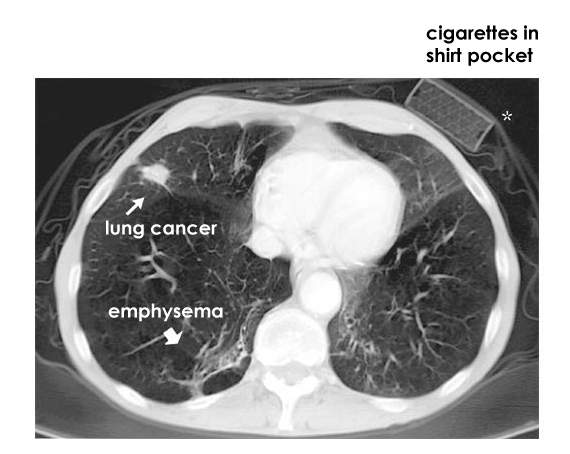 cigarettes in
shirt pocket
*
lung cancer
emphysema